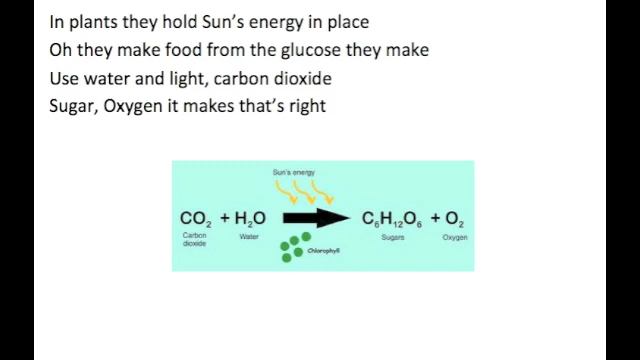 In plants they hold Sun's energy in place
Oh they make food from the glucose they make
Use water and light, carbon dioxide
Sugar, Oxygen it makes that's right
Sun's energy
CO₂ + H₂O C₆H₁₂O₆ + O₂
Carbon dioxide Water Sugars Oxygen
Chlorophyll